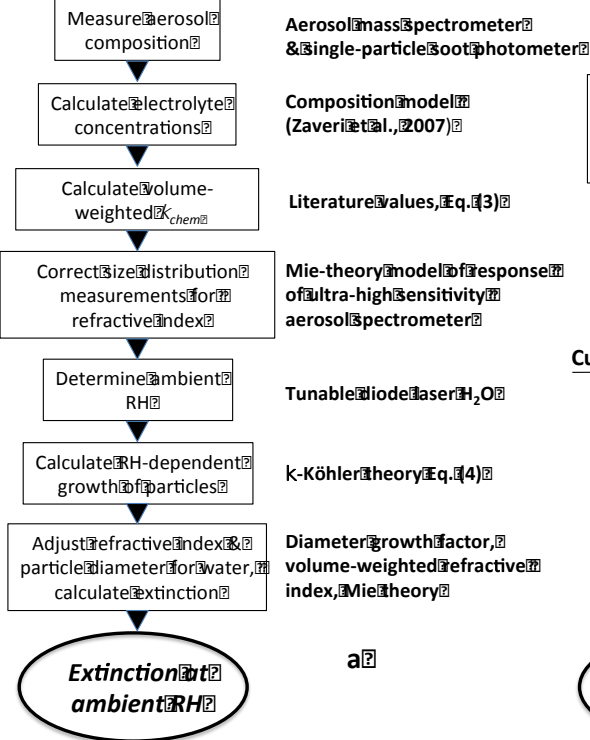 Measure aerosol
composition
Aerosol mass spectrometer
& single-particle soot photometer
Calculate electrolyte
concentrations
Composition model
(Zaveri et al., 2007)
Calculate volume-
weighted k_chem
Literature values, Eq. (3)
Correct size distribution
measurements for
refractive index
Mie-theory model of response
of ultra-high sensitivity
aerosol spectrometer
Cu
Determine ambient
RH
Tunable diode laser H₂O
Calculate RH-dependent
growth of particles
k-Köhler theory Eq. (4)
Adjust refractive index &
particle diameter for water,
calculate extinction
Diameter growth factor,
volume-weighted refractive
index, Mie theory
Extinction at
ambient RH
a